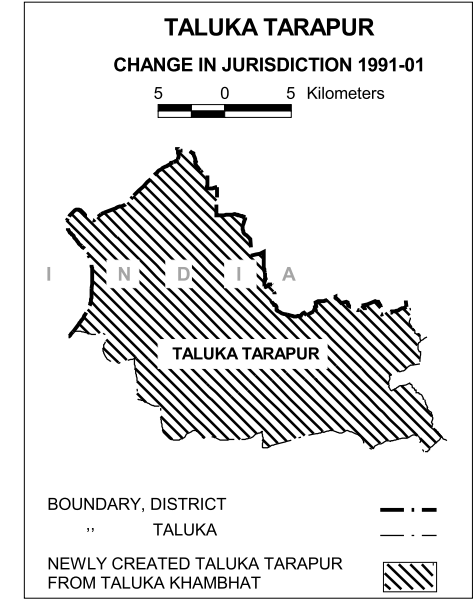 TALUKA TARAPUR
CHANGE IN JURISDICTION 1991-01
5 0 5 Kilometers
I N D I A
TALUKA TARAPUR
BOUNDARY, DISTRICT
,, TALUKA
NEWLY CREATED TALUKA TARAPUR
FROM TALUKA KHAMBHAT